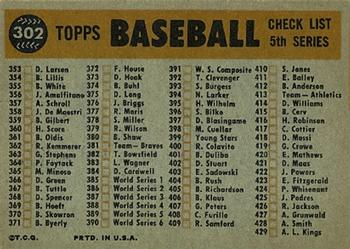 302
TOPPS BASEBALL
CHECK LIST
5th SERIES
353 D. Larsen
354 B. Lillis
355 B. White
356 J. Amalfitano
357 A. Schroll
358 J. De Maestri
359 B. Gilbert
360 H. Score
361 B. Oldis
362 R. Kemmerer
363 G. Stephens
364 P. Foytack
365 M. Minoso
366 D. Green
367 B. Tuttle
368 D. Spencer
369 B. Hoeft
370 B. Skowron
371 B. Byerly
372 F. House
373 D. Hoak
374 B. Buhl
375 D. Long
376 J. Briggs
377 R. Maris
378 S. Miller
379 R. Wilson
380 B. Shaw
381 Team—Braves
382 T. Bowsfield
383 L. Wagner
384 D. Cardwell
385 World Series 1
386 World Series 2
387 World Series 3
388 World Series 4
389 World Series 5
390 World Series 6
391 W. S. Composite
392 T. Clevenger
393 S. Burgess
394 N. Larker
395 H. Wilhelm
396 S. Bilko
397 D. Blasingame
398 M. Cuellar
399 Young Stars
400 R. Colavito
401 B. Duliba
402 D. Stuart
403 E. Sadowski
404 B. Rush
405 B. Richardson
406 B. Klaus
407 G. Peters
408 C. Furillo
409 R. Samford
410 S. Jones
411 E. Bailey
412 B. Anderson
413 Team—Athletics
414 D. Williams
415 B. Cerv
416 H. Robinson
417 C. Cottier
418 D. Mossi
419 G. Crowe
420 E. Mathews
421 D. Maas
422 J. Powers
423 E. Fitzgerald
424 P. Whisenant
425 J. Podres
426 R. Jackson
427 A. Grunwald
428 A. Smith
429 A. L. Kings
©T.C.G. PRTD. IN U.S.A.